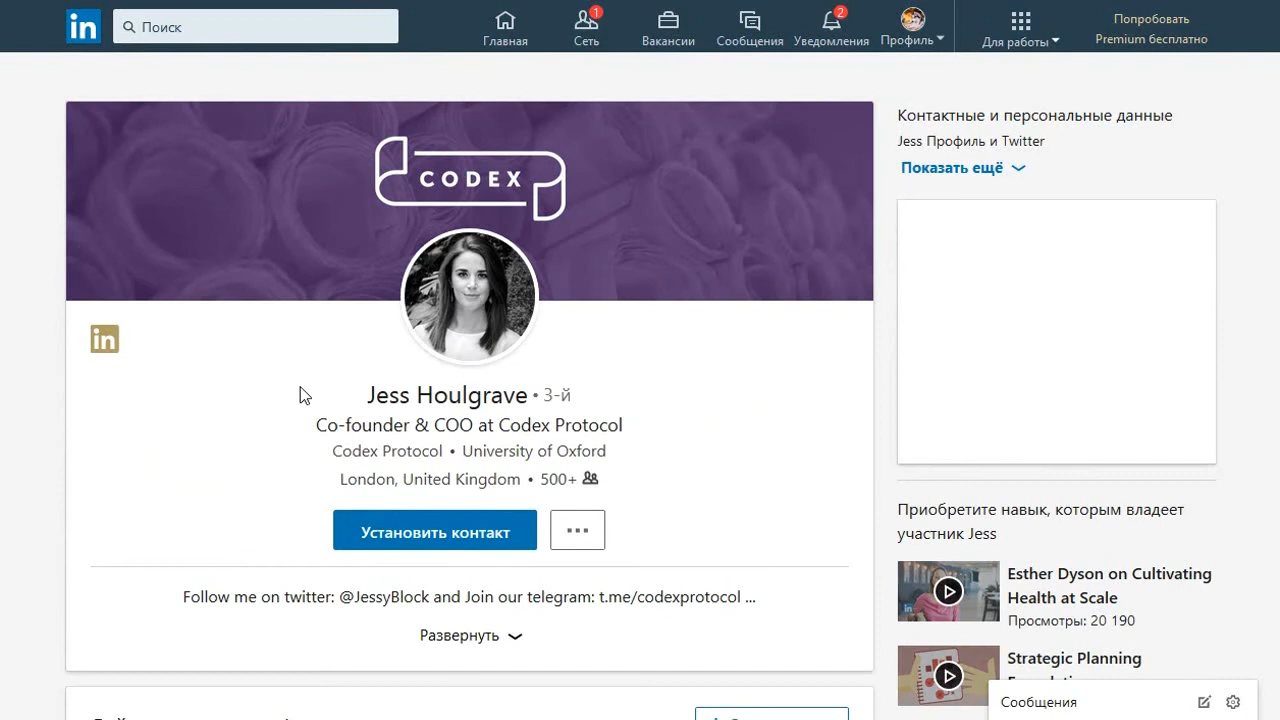 in
Поиск
Главная
1
Сеть
Вакансии
Сообщения
2
Уведомления
Профиль
Для работы
Попробовать
Premium бесплатно
CODEX
in
Jess Houlgrave • 3-й
Co-founder & COO at Codex Protocol
Codex Protocol • University of Oxford
London, United Kingdom • 500+
Установить контакт
Follow me on twitter: @JessyBlock and Join our telegram: t.me/codexprotocol ...
Развернуть
Контактные и персональные данные
Jess Профиль и Twitter
Показать ещё
Приобретите навык, которым владеет
участник Jess
Esther Dyson on Cultivating
Health at Scale
Просмотры: 20 190
Strategic Planning
Сообщения